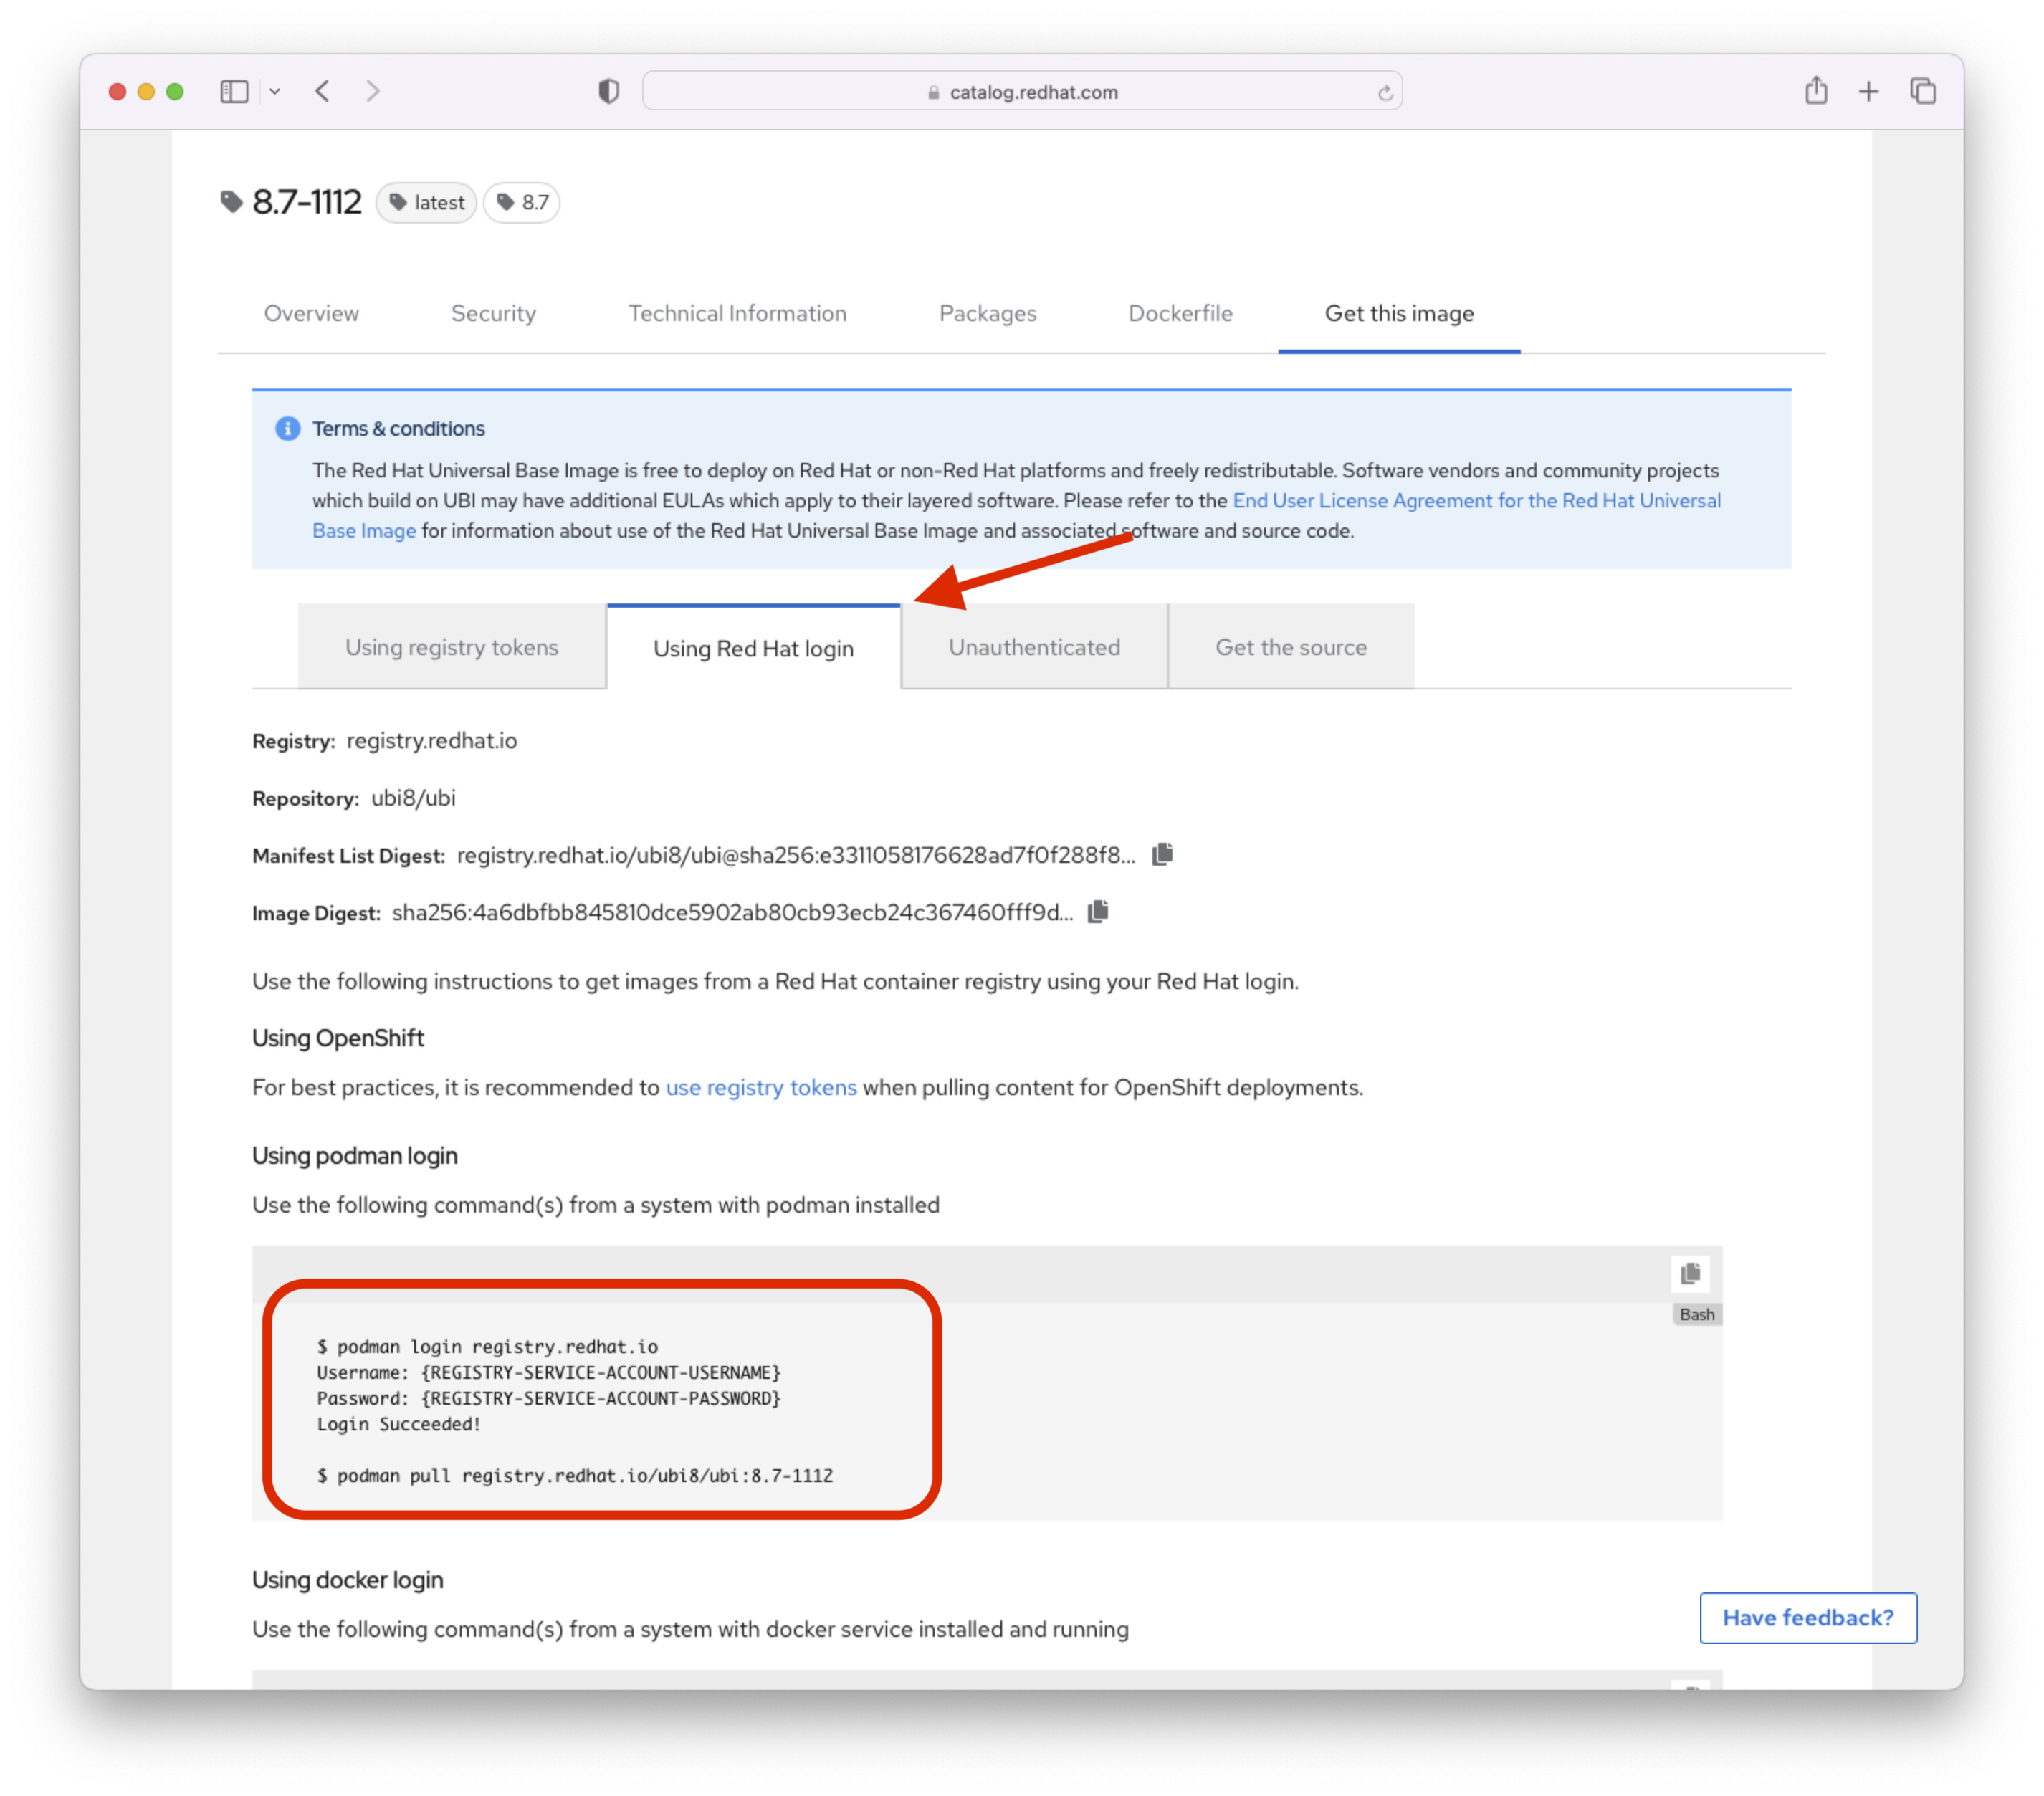 catalog.redhat.com
8.7-1112 latest 8.7
Overview Security Technical Information Packages Dockerfile Get this image
Terms & conditions
The Red Hat Universal Base Image is free to deploy on Red Hat or non-Red Hat platforms and freely redistributable. Software vendors and community projects
which build on UBI may have additional EULAs which apply to their layered software. Please refer to the End User License Agreement for the Red Hat Universal
Base Image for information about use of the Red Hat Universal Base Image and associated software and source code.
Using registry tokens Using Red Hat login Unauthenticated Get the source
Registry: registry.redhat.io
Repository: ubi8/ubi
Manifest List Digest: registry.redhat.io/ubi8/ubi@sha256:e3311058176628ad7f0f288f8...
Image Digest: sha256:4a6dbfbb845810dce5902ab80cb93ecb24c367460fff9d...
Use the following instructions to get images from a Red Hat container registry using your Red Hat login.
Using OpenShift
For best practices, it is recommended to use registry tokens when pulling content for OpenShift deployments.
Using podman login
Use the following command(s) from a system with podman installed
Bash
$ podman login registry.redhat.io
Username: {REGISTRY-SERVICE-ACCOUNT-USERNAME}
Password: {REGISTRY-SERVICE-ACCOUNT-PASSWORD}
Login Succeeded!
$ podman pull registry.redhat.io/ubi8/ubi:8.7-1112
Using docker login
Use the following command(s) from a system with docker service installed and running
Have feedback?